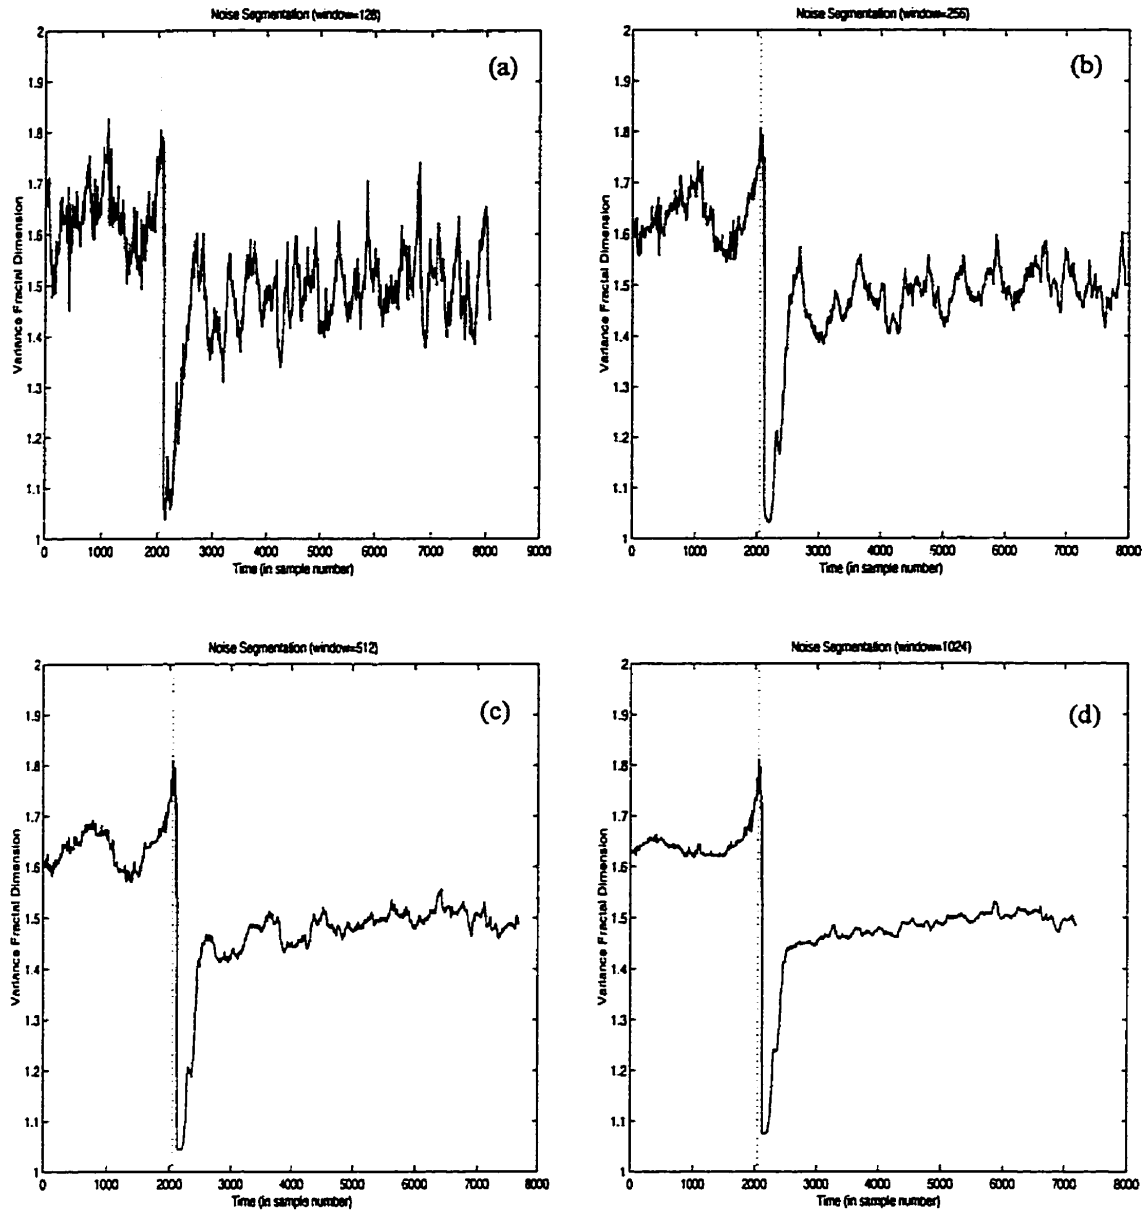 Noise Segmentation (window=128)
(a)
2
1.9
1.8
1.7
1.6
1.5
1.4
1.3
1.2
1.1
1
Variance Fractal Dimension
0 1000 2000 3000 4000 5000 6000 7000 8000 9000
Time (in sample number)
Noise Segmentation (window=256)
(b)
2
1.9
1.8
1.7
1.6
1.5
1.4
1.3
1.2
1.1
1
Variance Fractal Dimension
0 1000 2000 3000 4000 5000 6000 7000 8000
Time (in sample number)
Noise Segmentation (window=512)
(c)
2
1.9
1.8
1.7
1.6
1.5
1.4
1.3
1.2
1.1
1
Variance Fractal Dimension
0 1000 2000 3000 4000 5000 6000 7000 8000
Time (in sample number)
Noise Segmentation (window=1024)
(d)
2
1.9
1.8
1.7
1.6
1.5
1.4
1.3
1.2
1.1
1
Variance Fractal Dimension
0 1000 2000 3000 4000 5000 6000 7000 8000
Time (in sample number)